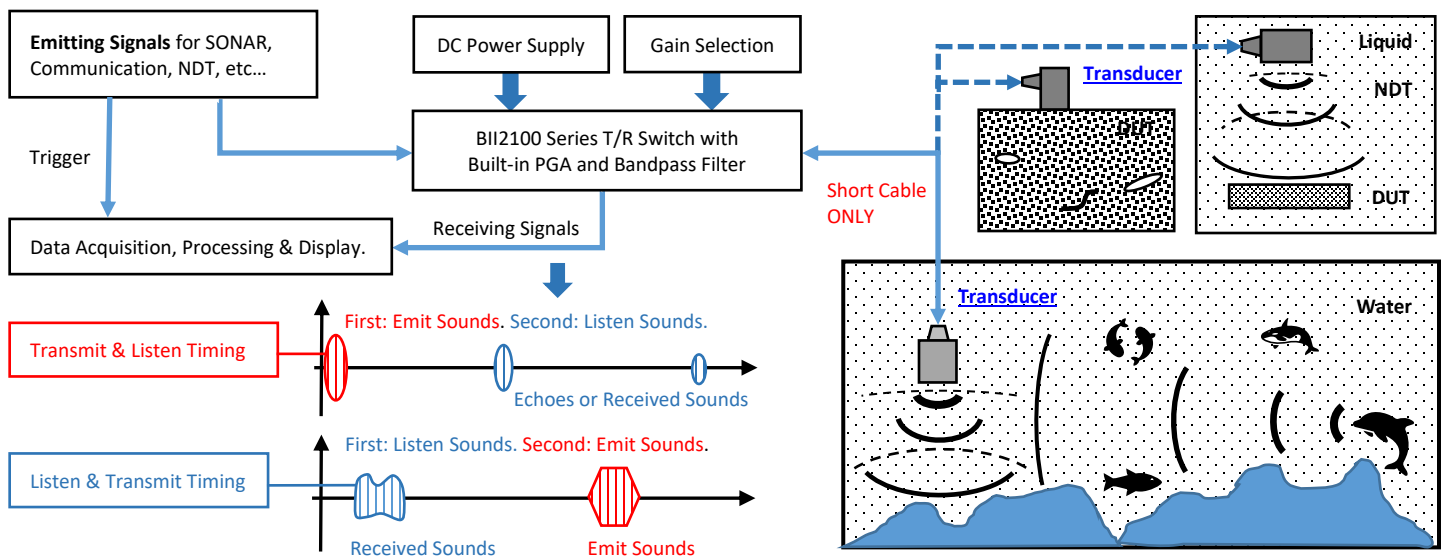 Emitting Signals for SONAR,
Communication, NDT, etc...
DC Power Supply
Gain Selection
BII2100 Series T/R Switch with
Built-in PGA and Bandpass Filter
Trigger
Receiving Signals
Data Acquisition, Processing & Display.
Short Cable
ONLY
Transducer
DUT
Liquid
NDT
DUT
Transmit & Listen Timing
First: Emit Sounds. Second: Listen Sounds.
Echoes or Received Sounds
Listen & Transmit Timing
First: Listen Sounds. Second: Emit Sounds.
Received Sounds
Emit Sounds
Transducer
Water